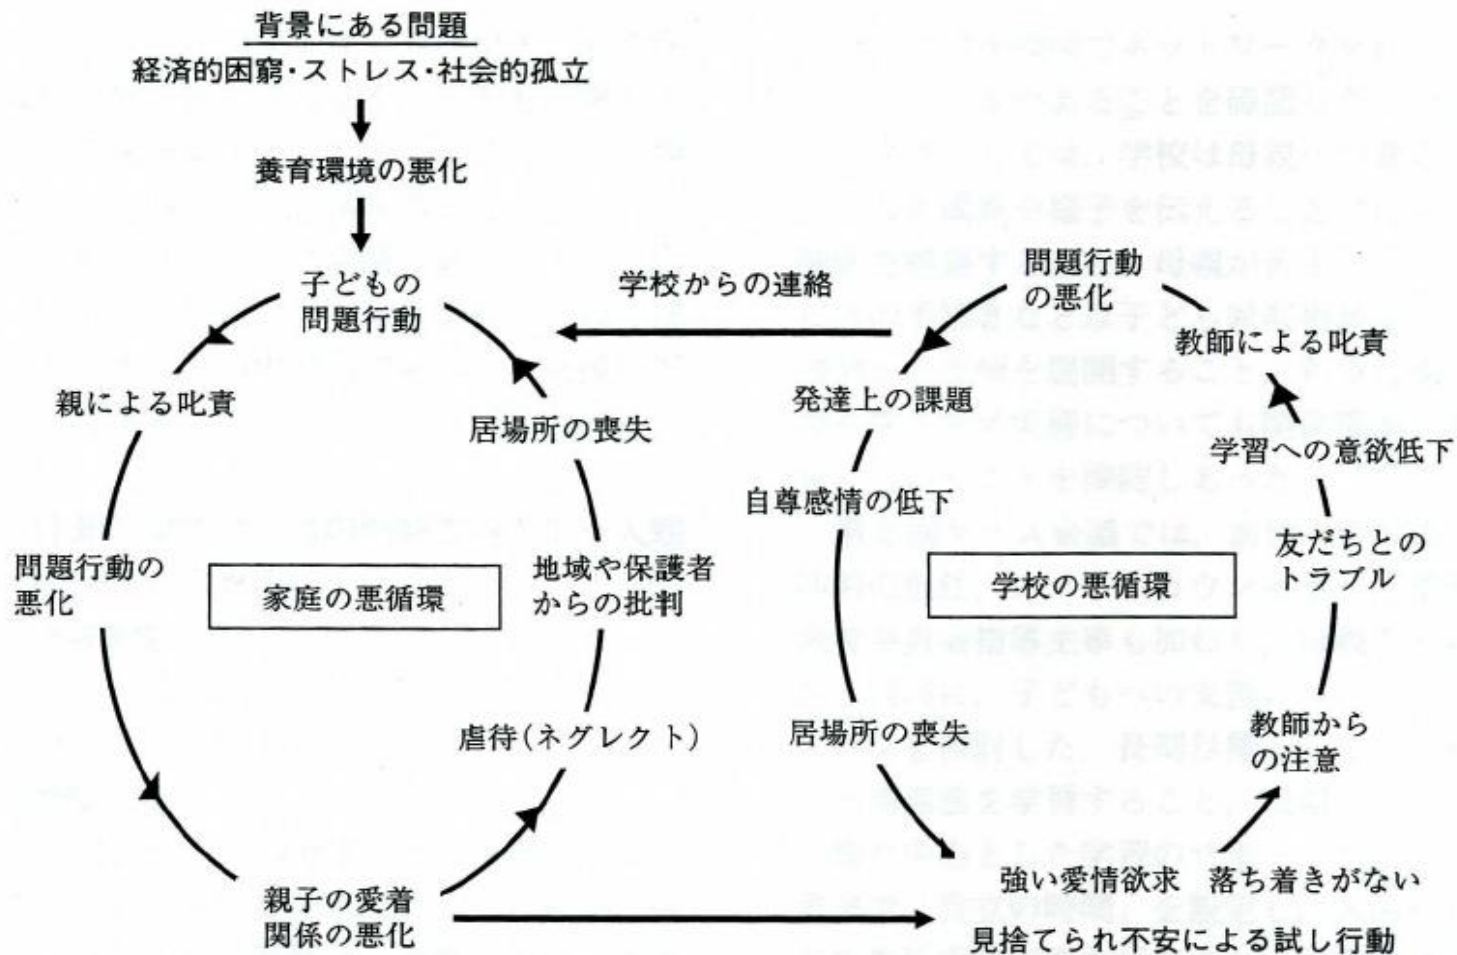 背景にある問題
経済的困窮・ストレス・社会的孤立
養育環境の悪化
子どもの
問題行動
親による叱責
問題行動の
悪化
親子の愛着
関係の悪化
虐待(ネグレクト)
地域や保護者
からの批判
居場所の喪失
家庭の悪循環
学校からの連絡
問題行動
の悪化
発達上の課題
自尊感情の低下
居場所の喪失
強い愛情欲求 落ち着きがない
見捨てられ不安による試し行動
教師から
の注意
友だちとの
トラブル
学習への意欲低下
教師による叱責
学校の悪循環